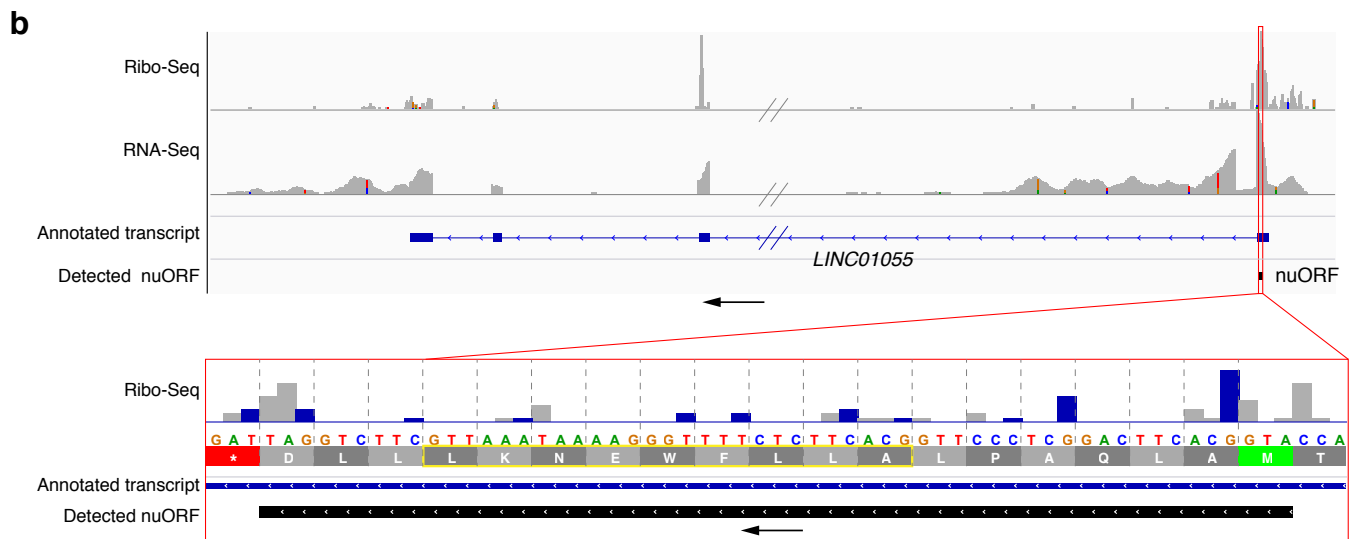 b
Ribo-Seq
RNA-Seq
Annotated transcript
LINC01055
Detected nuORF
nuORF
Ribo-Seq
G A T T A G G T C T T C G T T A A A T A A A A G G G T T T T C T C T T C A C G G T T C C C T C G G A C T T C A C G G T A C C A
* D L L L K N E W F L L A L P A Q L A M T
Annotated transcript
Detected nuORF